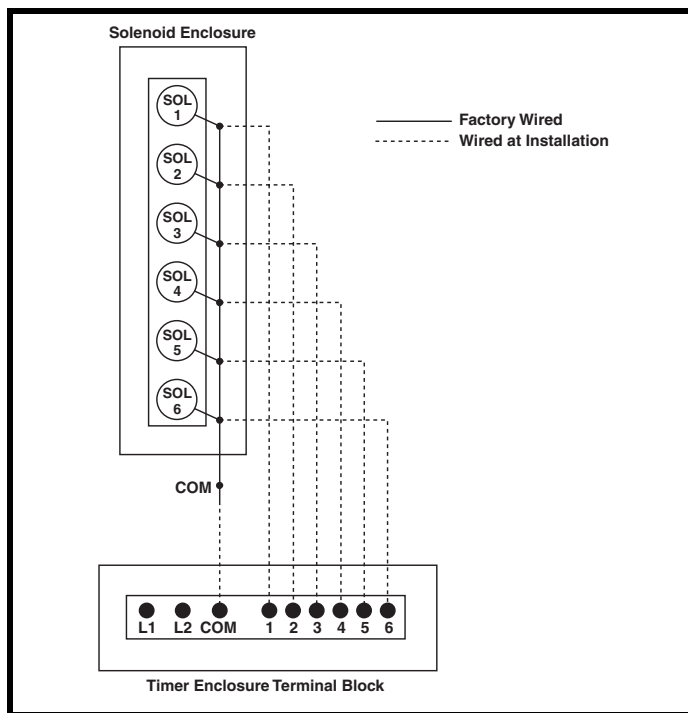 Solenoid Enclosure
SOL
1
SOL
2
SOL
3
SOL
4
SOL
5
SOL
6
Factory Wired
Wired at Installation
COM
L1 L2 COM 1 2 3 4 5 6
Timer Enclosure Terminal Block